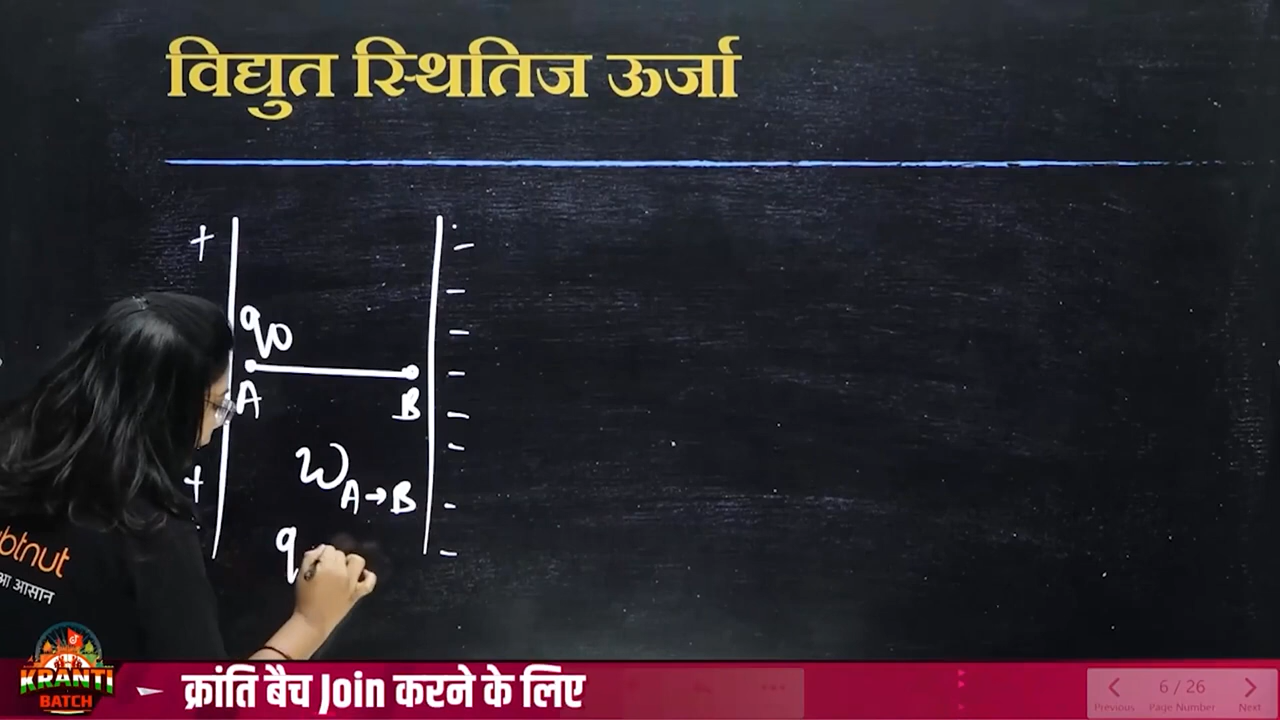 विद्युत स्थितिज ऊर्जा
+ -
-
q0 -
-
A B -
-
W A→B
+ -
q -
btnut
आ आसान
KRANTI
BATCH
क्रांति बैच Join करने के लिए
6 / 26
Previous Page Number Next